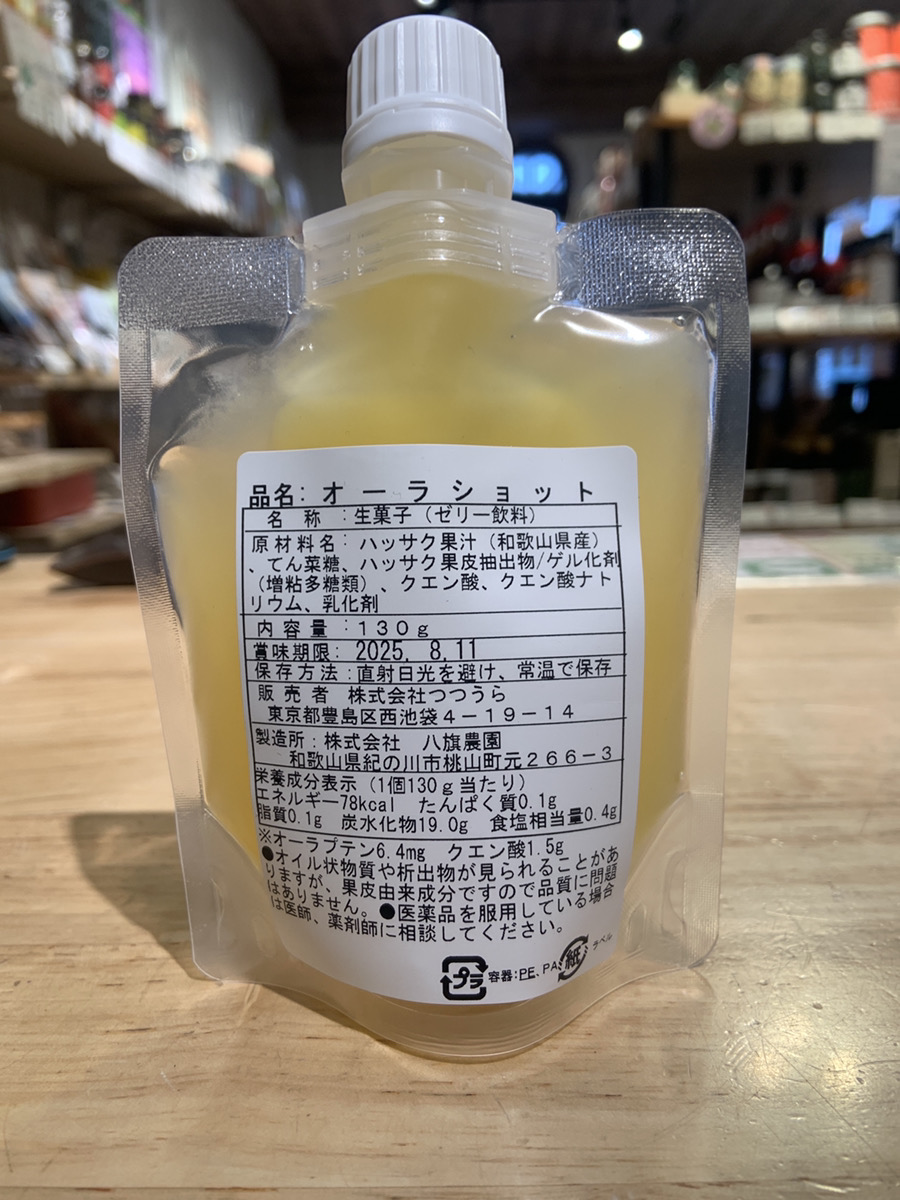 品名：オーラショット
名 称 ：生菓子（ゼリー飲料）
原材料名：ハッサク果汁（和歌山県産）
、てん菜糖、ハッサク果皮抽出物/ゲル化剤
（増粘多糖類）、クエン酸、クエン酸ナト
リウム、乳化剤
内容量 ：１３０ｇ
賞味期限： 2025. 8.11
保存方法：直射日光を避け、常温で保存
販売者 株式会社つつうら
東京都豊島区西池袋４－１９－１４
製造所：株式会社 八旗農園
和歌山県紀の川市桃山町元２６６－３
栄養成分表示（1個130ｇ当たり）
エネルギー78kcal たんぱく質0.1g
脂質0.1g 炭水化物19.0g 食塩相当量0.4g
※オーラプテン6.4mg クエン酸1.5g
●オイル状物質や析出物が見られることがあ
りますが、果皮由来成分ですので品質に問題
はありません。●医薬品を服用している場合
は医師、薬剤師に相談してください。
プラ 容器：PE、PA 紙 ラベル